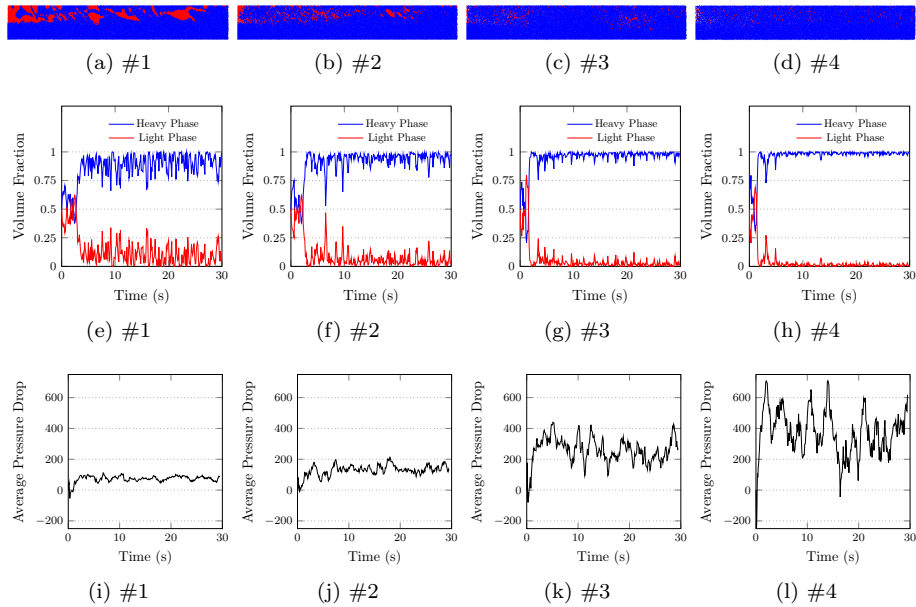 (a) #1
(b) #2
(c) #3
(d) #4
Volume Fraction
1
0.75
0.5
0.25
0
Heavy Phase
Light Phase
0 10 20 30
Time (s)
(e) #1
Volume Fraction
1
0.75
0.5
0.25
0
Heavy Phase
Light Phase
0 10 20 30
Time (s)
(f) #2
Volume Fraction
1
0.75
0.5
0.25
0
Heavy Phase
Light Phase
0 10 20 30
Time (s)
(g) #3
Volume Fraction
1
0.75
0.5
0.25
0
Heavy Phase
Light Phase
0 10 20 30
Time (s)
(h) #4
Average Pressure Drop
600
400
200
0
−200
0 10 20 30
Time (s)
(i) #1
Average Pressure Drop
600
400
200
0
−200
0 10 20 30
Time (s)
(j) #2
Average Pressure Drop
600
400
200
0
−200
0 10 20 30
Time (s)
(k) #3
Average Pressure Drop
600
400
200
0
−200
0 10 20 30
Time (s)
(l) #4